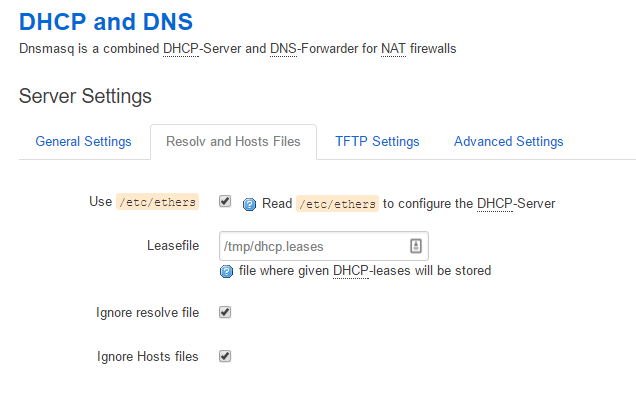 DHCP and DNS
Dnsmasq is a combined DHCP-Server and DNS-Forwarder for NAT firewalls
Server Settings
General Settings Resolv and Hosts Files TFTP Settings Advanced Settings
Use /etc/ethers Read /etc/ethers to configure the DHCP-Server
Leasefile /tmp/dhcp.leases
file where given DHCP-leases will be stored
Ignore resolve file
Ignore Hosts files